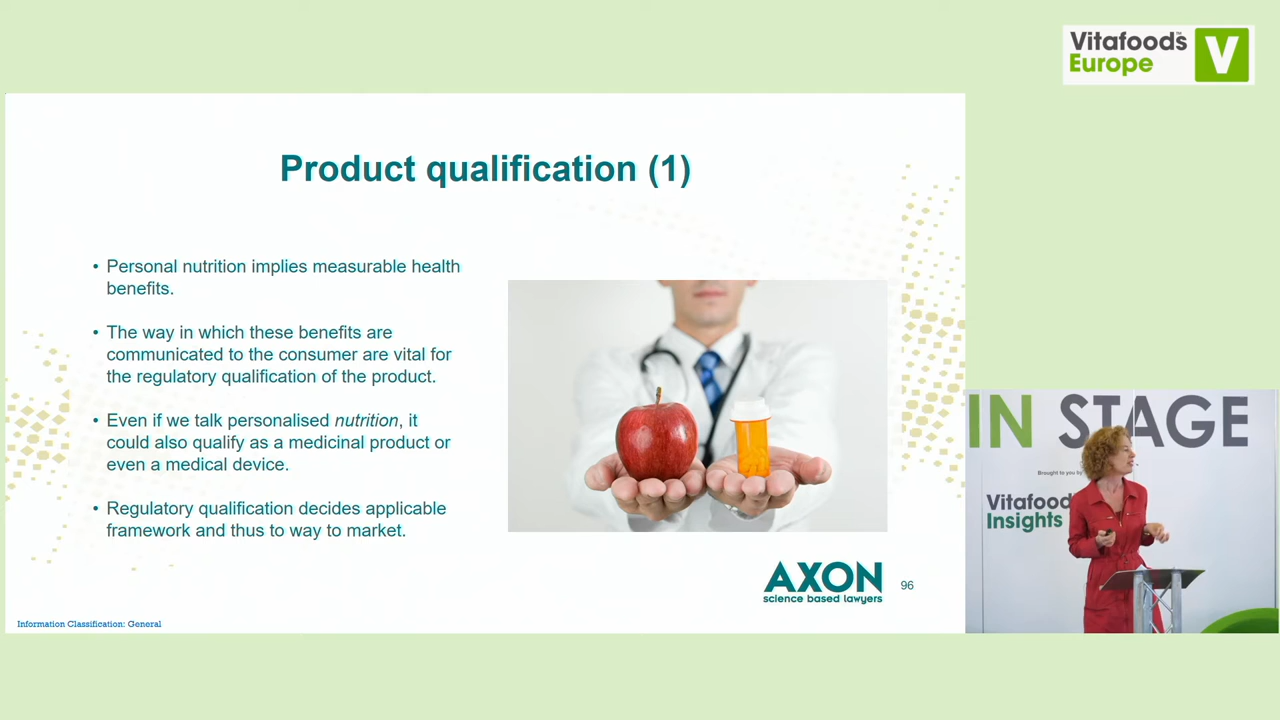 Vitafoods
Europe
Product qualification (1)
• Personal nutrition implies measurable health
benefits.
• The way in which these benefits are
communicated to the consumer are vital for
the regulatory qualification of the product.
• Even if we talk personalised nutrition, it
could also qualify as a medicinal product or
even a medical device.
• Regulatory qualification decides applicable
framework and thus to way to market.
AXON
science based lawyers
96
Information Classification: General
IN STAGE
Brought to you by
Vitafood
Insights